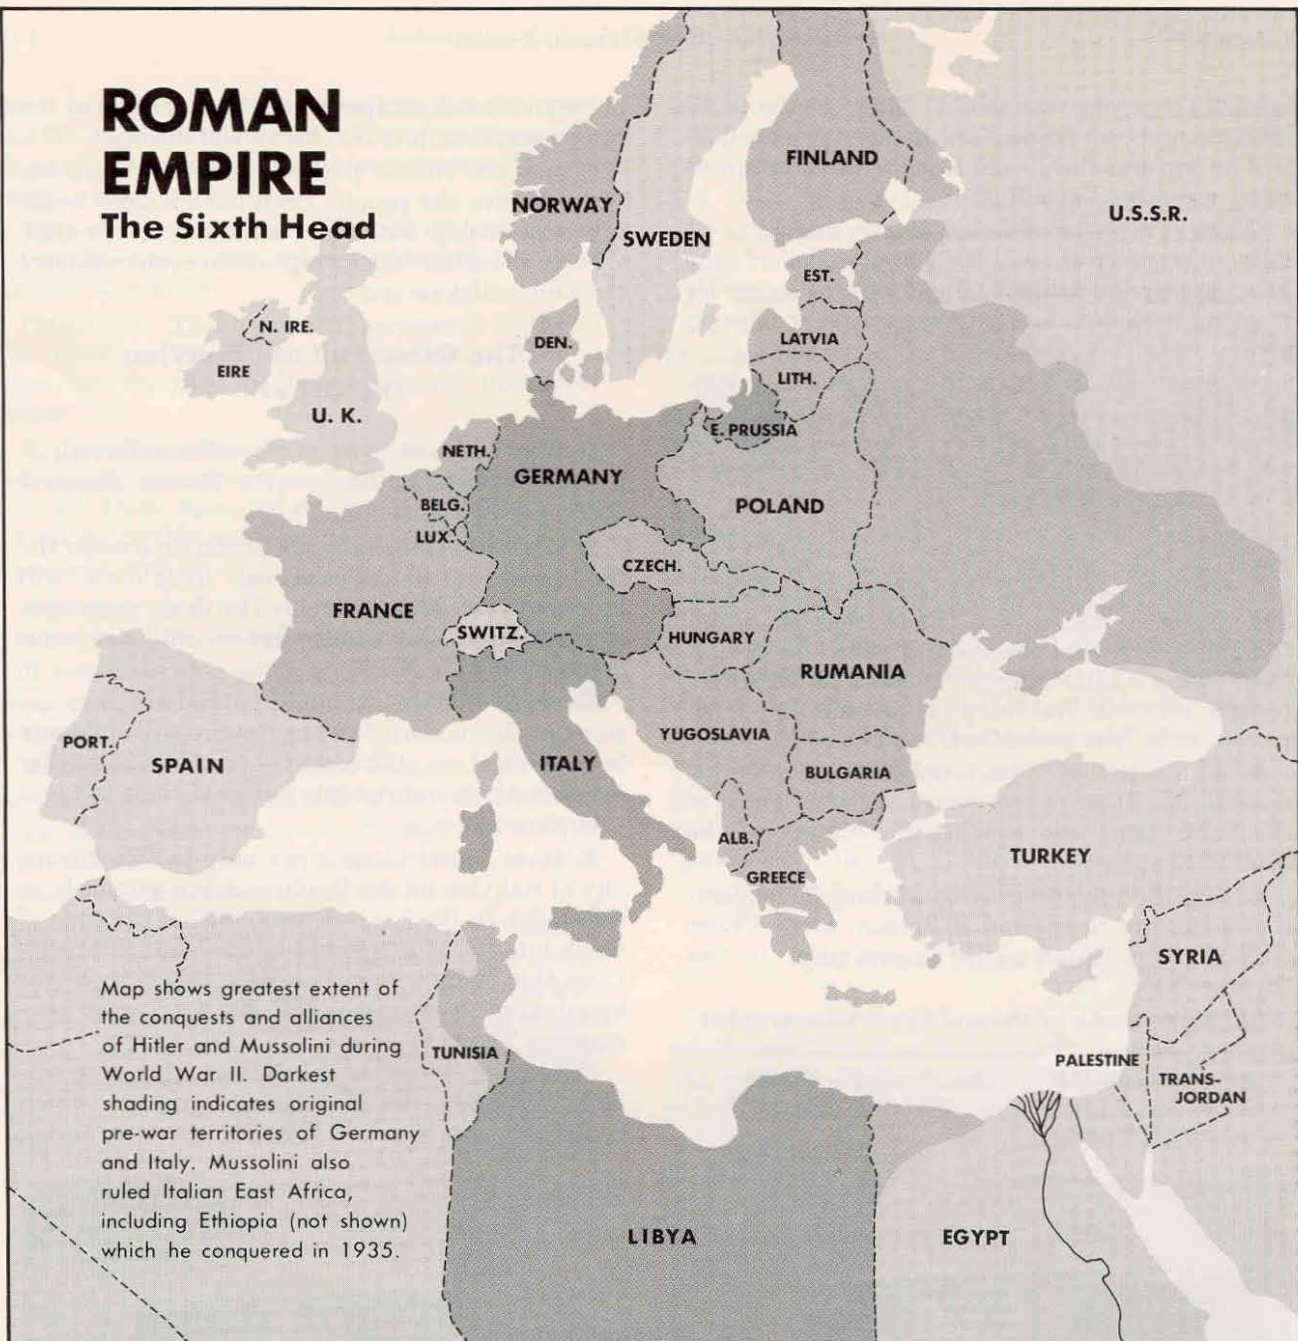 ROMAN
EMPIRE
The Sixth Head
FINLAND
NORWAY
SWEDEN
U.S.S.R.
EST.
N. IRE.
DEN.
LATVIA
EIRE
LITH.
U. K.
E. PRUSSIA
NETH.
GERMANY
BELG.
POLAND
LUX.
CZECH.
FRANCE
SWITZ.
HUNGARY
RUMANIA
PORT.
SPAIN
YUGOSLAVIA
ITALY
BULGARIA
ALB.
GREECE
TURKEY
SYRIA
Map shows greatest extent of
the conquests and alliances
of Hitler and Mussolini during
World War II. Darkest
shading indicates original
pre-war territories of Germany
and Italy. Mussolini also
ruled Italian East Africa,
including Ethiopia (not shown)
which he conquered in 1935.
TUNISIA
PALESTINE
TRANS-
JORDAN
LIBYA
EGYPT